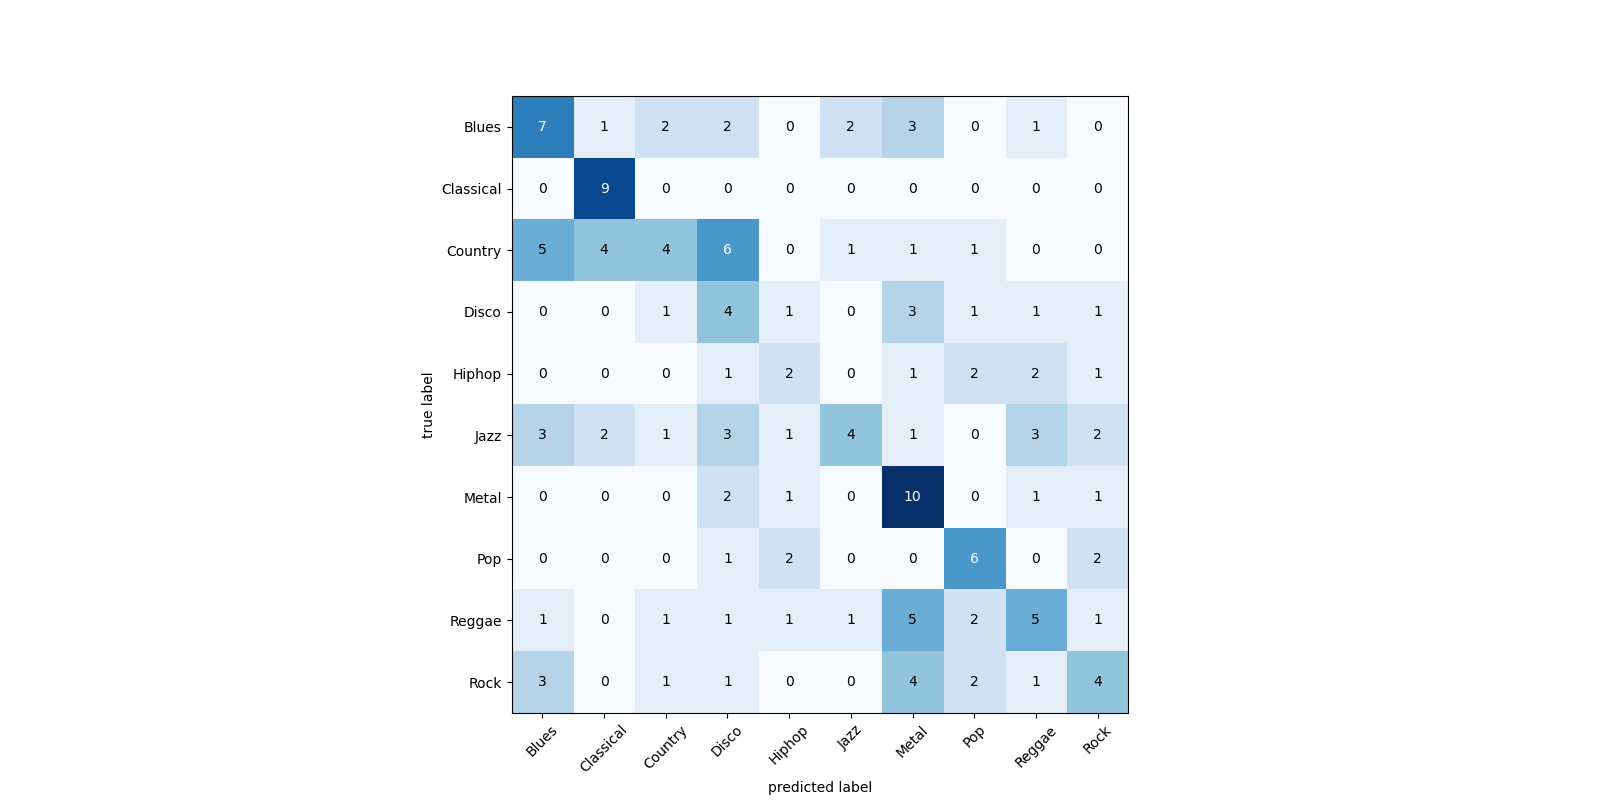 Blues 7 1 2 2 0 2 3 0 1 0
Classical 0 9 0 0 0 0 0 0 0 0
Country 5 4 4 6 0 1 1 1 0 0
Disco 0 0 1 4 1 0 3 1 1 1
Hiphop 0 0 0 1 2 0 1 2 2 1
Jazz 3 2 1 3 1 4 1 0 3 2
Metal 0 0 0 2 1 0 10 0 1 1
Pop 0 0 0 1 2 0 0 6 0 2
Reggae 1 0 1 1 1 1 5 2 5 1
Rock 3 0 1 1 0 0 4 2 1 4
true label
Blues Classical Country Disco Hiphop Jazz Metal Pop Reggae Rock
predicted label